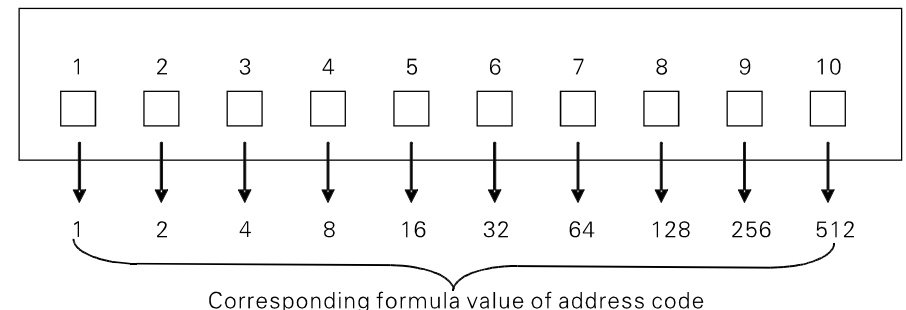 1 2 3 4 5 6 7 8 9 10
1 2 4 8 16 32 64 128 256 512
Corresponding formula value of address code